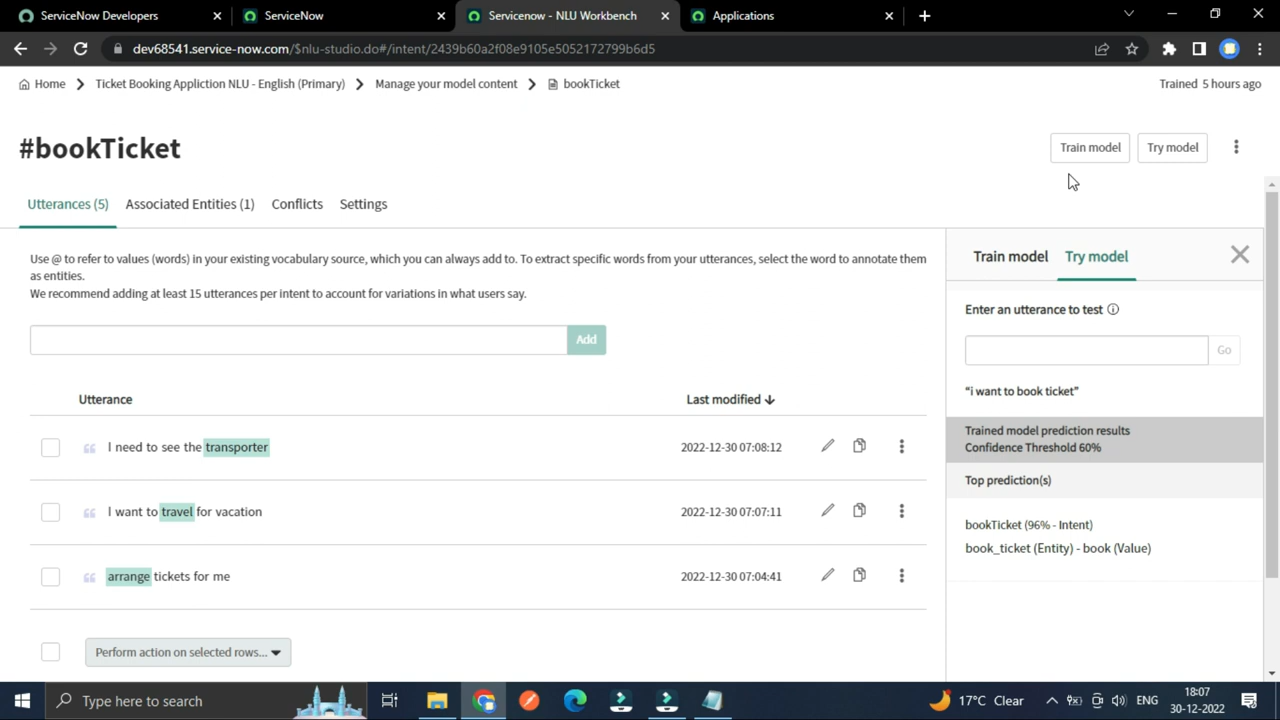 ServiceNow Developers
ServiceNow
Servicenow - NLU Workbench
Applications
dev68541.service-now.com/$nlu-studio.do#/intent/2439b60a2f08e9105e5052172799b6d5
Home
Ticket Booking Appliction NLU - English (Primary)
Manage your model content
bookTicket
Trained 5 hours ago
#bookTicket
Train model
Try model
Utterances (5)
Associated Entities (1)
Conflicts
Settings
Use @ to refer to values (words) in your existing vocabulary source, which you can always add to. To extract specific words from your utterances, select the word to annotate them
as entities.
We recommend adding at least 15 utterances per intent to account for variations in what users say.
Add
Utterance
Last modified
I need to see the transporter
2022-12-30 07:08:12
I want to travel for vacation
2022-12-30 07:07:11
arrange tickets for me
2022-12-30 07:04:41
Perform action on selected rows...
Train model
Try model
Enter an utterance to test
Go
"i want to book ticket"
Trained model prediction results
Confidence Threshold 60%
Top prediction(s)
bookTicket (96% - Intent)
book_ticket (Entity) - book (Value)
Type here to search
17°C Clear
ENG
18:07
30-12-2022